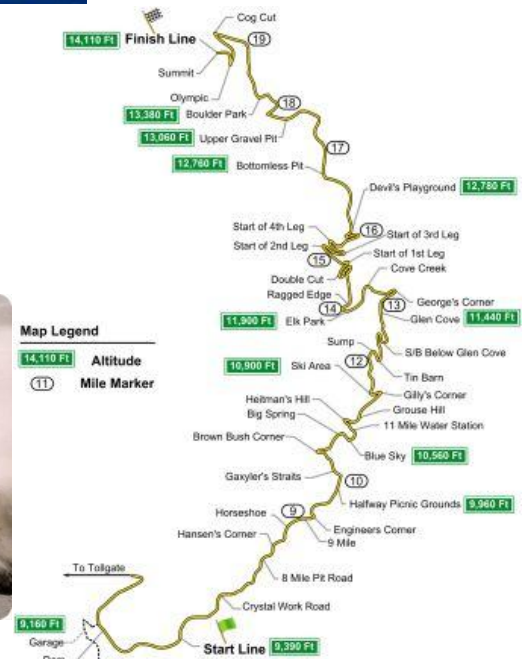 Cog Cut
14,110 Ft Finish Line
19
Summit
Olympic
18
13,380 Ft Boulder Park
13,060 Ft Upper Gravel Pit
17
12,760 Ft Bottomless Pit
Devil's Playground 12,780 Ft
Start of 4th Leg
16
Start of 3rd Leg
Start of 2nd Leg
Start of 1st Leg
15
Cove Creek
Double Cut
Ragged Edge
George's Corner
14
13
11,900 Ft Elk Park
Glen Cove 11,440 Ft
Map Legend
14,110 Ft Altitude
11 Mile Marker
Sump
S/B Below Glen Cove
12
10,900 Ft Ski Area
Tin Barn
Gilly's Corner
Heitman's Hill
Grouse Hill
Big Spring
11 Mile Water Station
Brown Bush Corner
Blue Sky 10,560 Ft
Gaxyler's Straits
10
Halfway Picnic Grounds 9,960 Ft
Horseshoe
9
Engineers Corner
Hansen's Corner
9 Mile
To Tollgate
8 Mile Pit Road
Crystal Work Road
9,160 Ft
Garage
Start Line 9,390 Ft